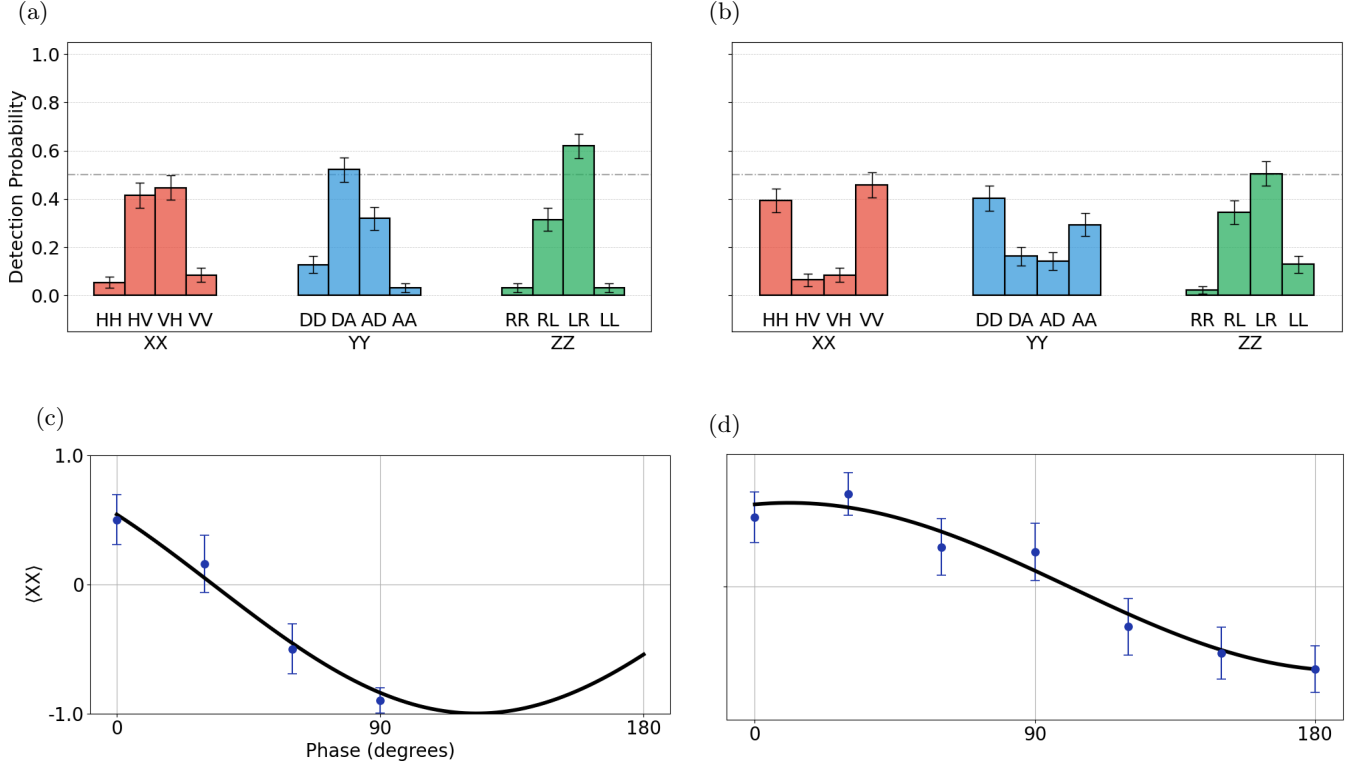 (a)
(b)
Detection Probability
1.0
0.8
0.6
0.4
0.2
0.0
HH HV VH VV DD DA AD AA RR RL LR LL
XX YY ZZ
HH HV VH VV DD DA AD AA RR RL LR LL
XX YY ZZ
(c)
(d)
⟨XX⟩
1.0
0
-1.0
0 90 180
Phase (degrees)
0 90 180